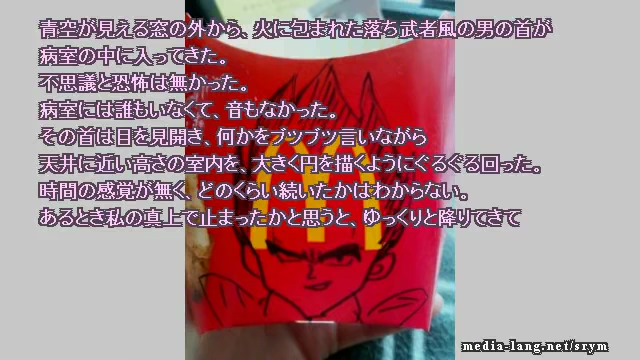 青空が見える窓の外から、火に包まれた落ち武者風の男の首が
病室の中に入ってきた。
不思議と恐怖は無かった。
病室には誰もいなくて、音もなかった。
その首は目を見開き、何かをブツブツ言いながら
天井に近い高さの室内を、大きく円を描くようにぐるぐる回った。
時間の感覚が無く、どのくらい続いたかはわからない。
あるとき私の真上で止まったかと思うと、ゆっくりと降りてきて
media-lang.net/srym